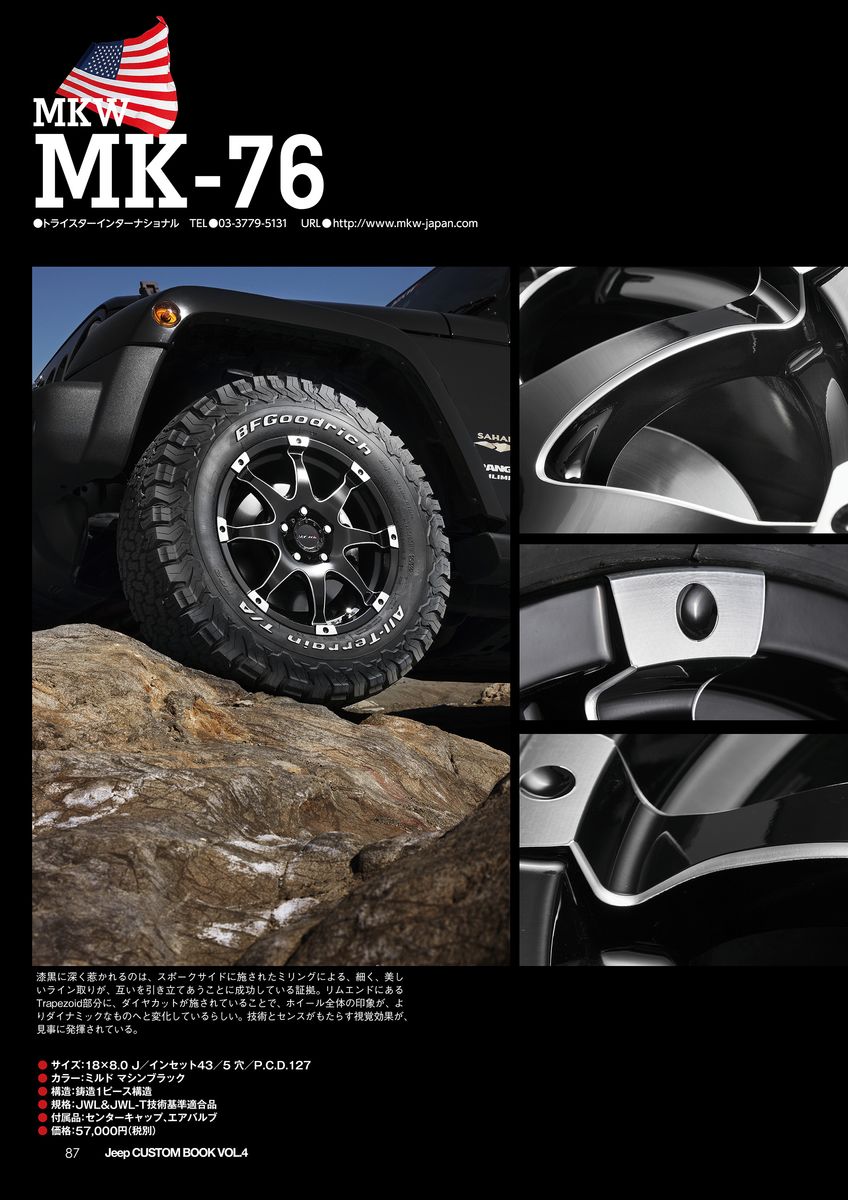 MKW
MK-76
●トライスターインターナショナル TEL●03-3779-5131 URL●http://www.mkw-japan.com
BFGoodrich
All-Terrain T/A
SAHAR
漆黒に深く惹かれるのは、スポークサイドに施されたミリングによる、細く、美し
いライン取りが、互いを引き立てあうことに成功している証拠。リムエンドにある
Trapezoid部分に、ダイヤカットが施されていることで、ホイール全体の印象が、よ
りダイナミックなものへと変化しているらしい。技術とセンスがもたらす視覚効果が、
見事に発揮されている。
●サイズ：18×8.0 J／インセット43／5 穴／P.C.D.127
●カラー：ミルド マシンブラック
●構造：鋳造1ピース構造
●規格：JWL&JWL-T技術基準適合品
●付属品：センターキャップ、エアバルブ
●価格：57,000円（税別）
87 Jeep CUSTOM BOOK VOL.4